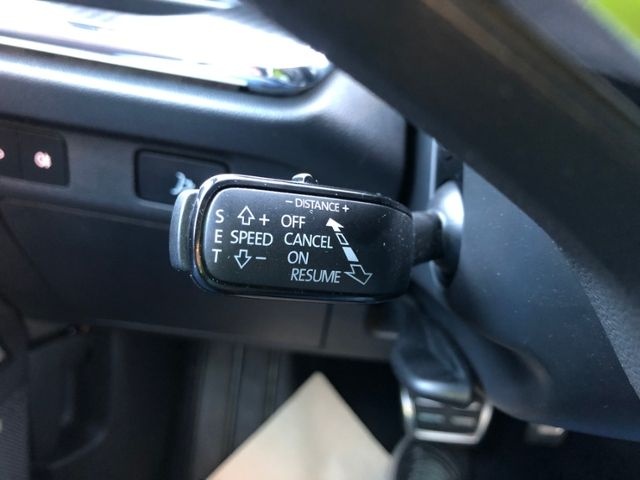 − DISTANCE +
S + OFF
E SPEED CANCEL
T − ON
RESUME